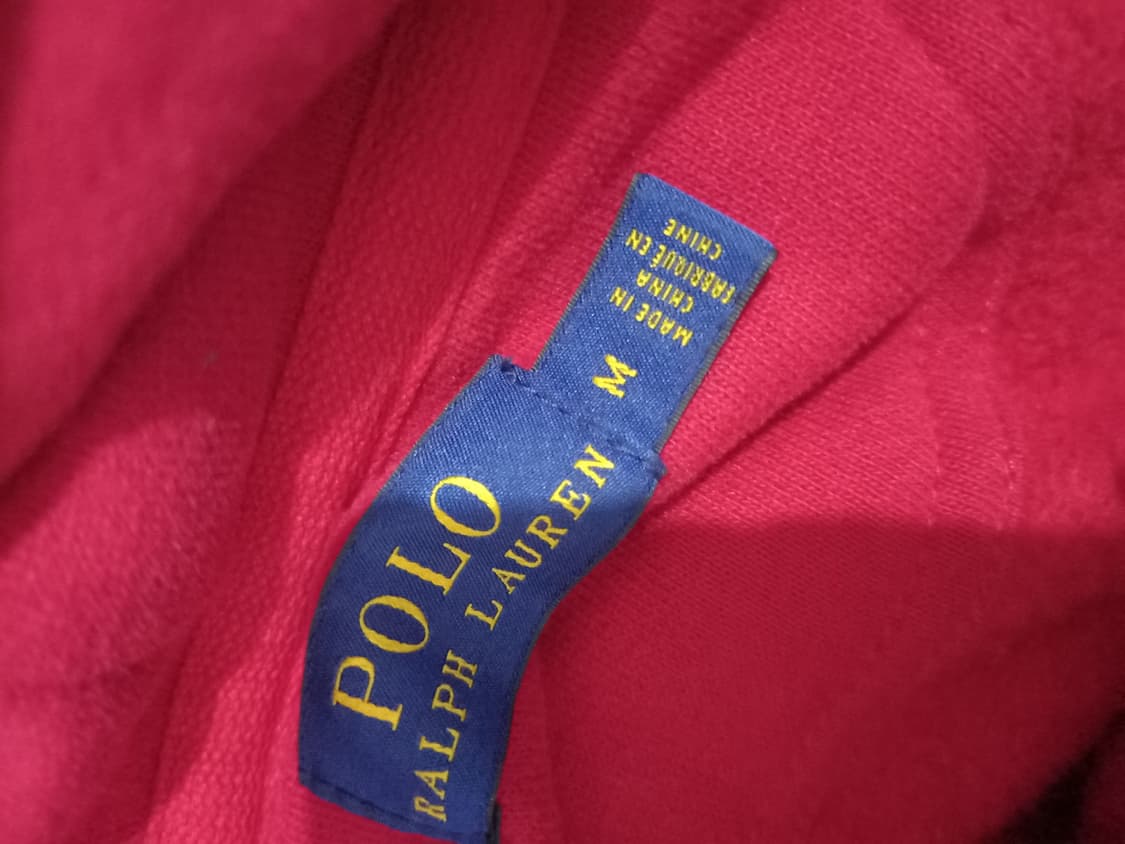 POLO
RALPH LAUREN
M
MADE IN
CHINA
FABRIQUÉ EN
CHINE